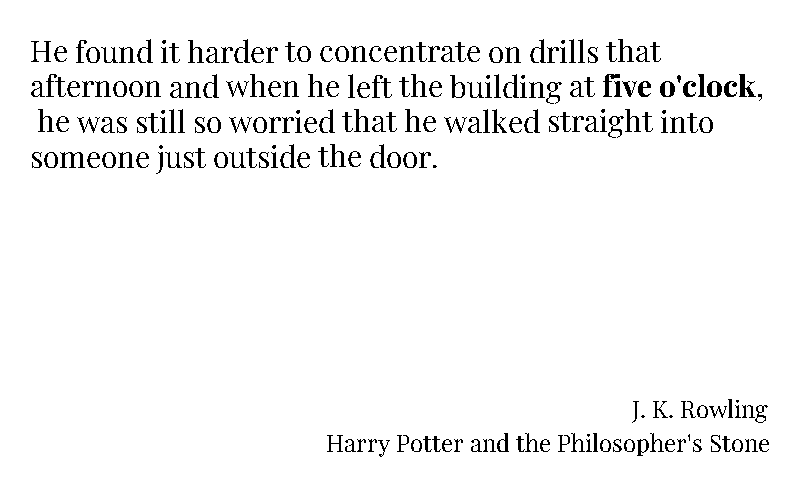 He found it harder to concentrate on drills that
afternoon and when he left the building at five o'clock,
he was still so worried that he walked straight into
someone just outside the door.
J. K. Rowling
Harry Potter and the Philosopher's Stone